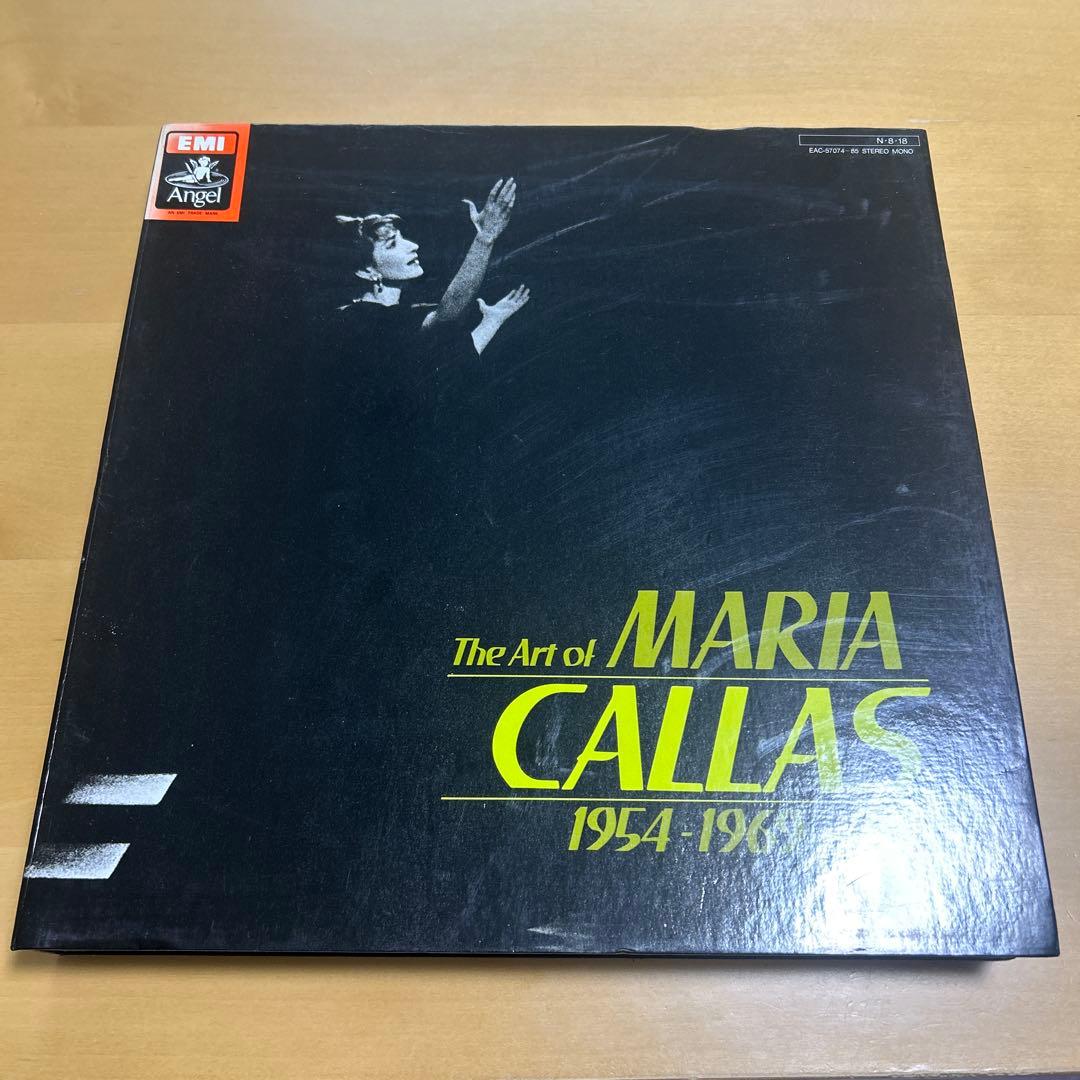 EMI
Angel
AN EMI TRADE MARK
N・8・18
EAC-57074-85 STEREO MONO
The Art of MARIA
CALLAS
1954-1969